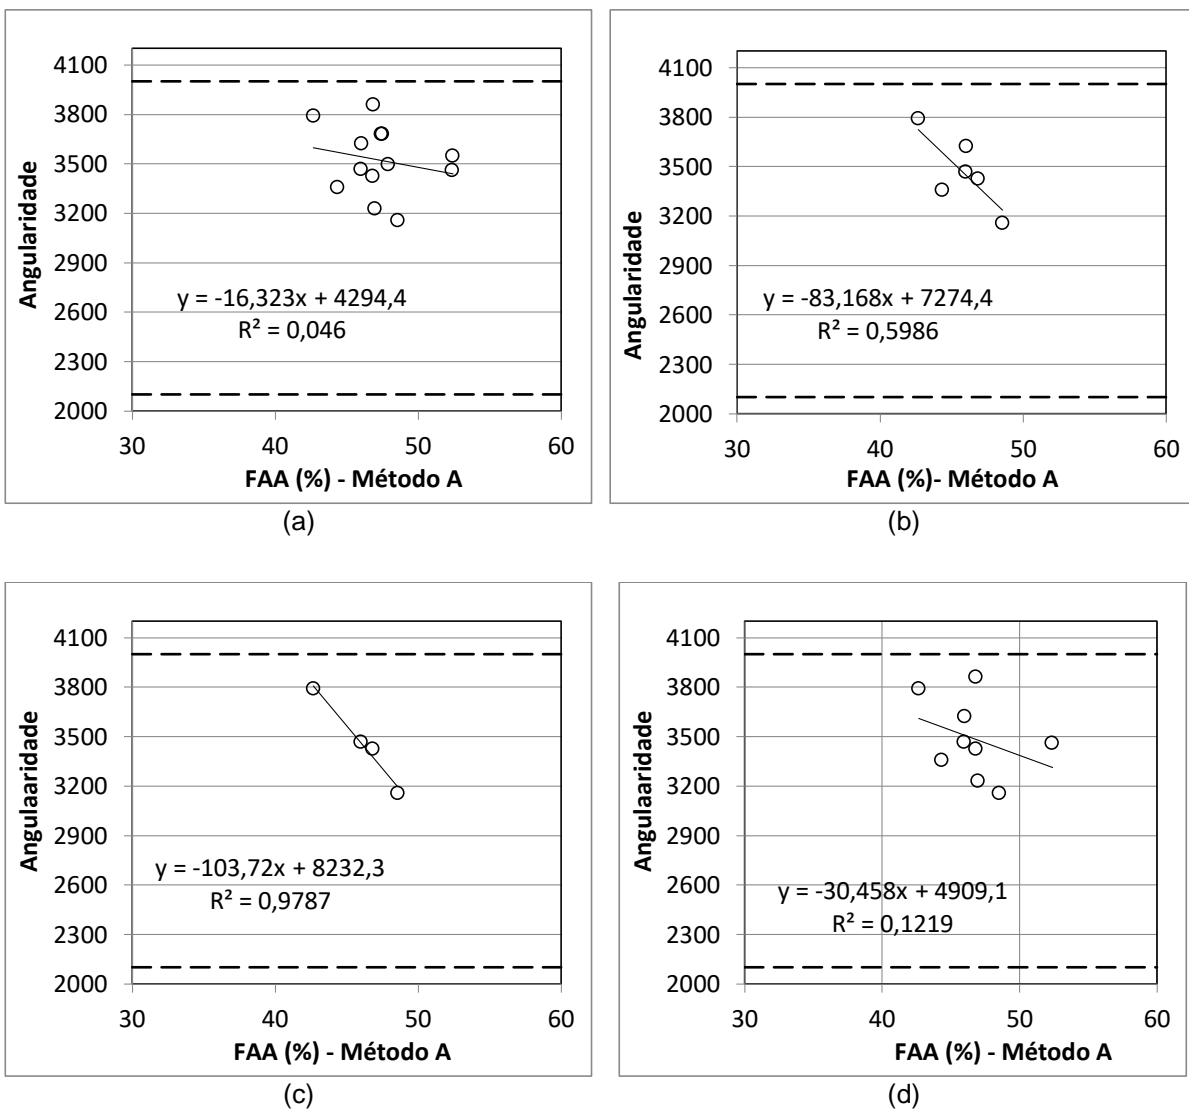 4100
3800
3500
3200
2900
2600
2300
2000
30 40 50 60
Angularidade
FAA (%) - Método A
y = -16,323x + 4294,4
R² = 0,046
(a)
4100
3800
3500
3200
2900
2600
2300
2000
30 40 50 60
Angularidade
FAA (%)- Método A
y = -83,168x + 7274,4
R² = 0,5986
(b)
4100
3800
3500
3200
2900
2600
2300
2000
30 40 50 60
Angulaaridade
FAA (%) - Método A
y = -103,72x + 8232,3
R² = 0,9787
(c)
4100
3800
3500
3200
2900
2600
2300
2000
30 40 50 60
Angulaaridade
FAA (%) - Método A
y = -30,458x + 4909,1
R² = 0,1219
(d)